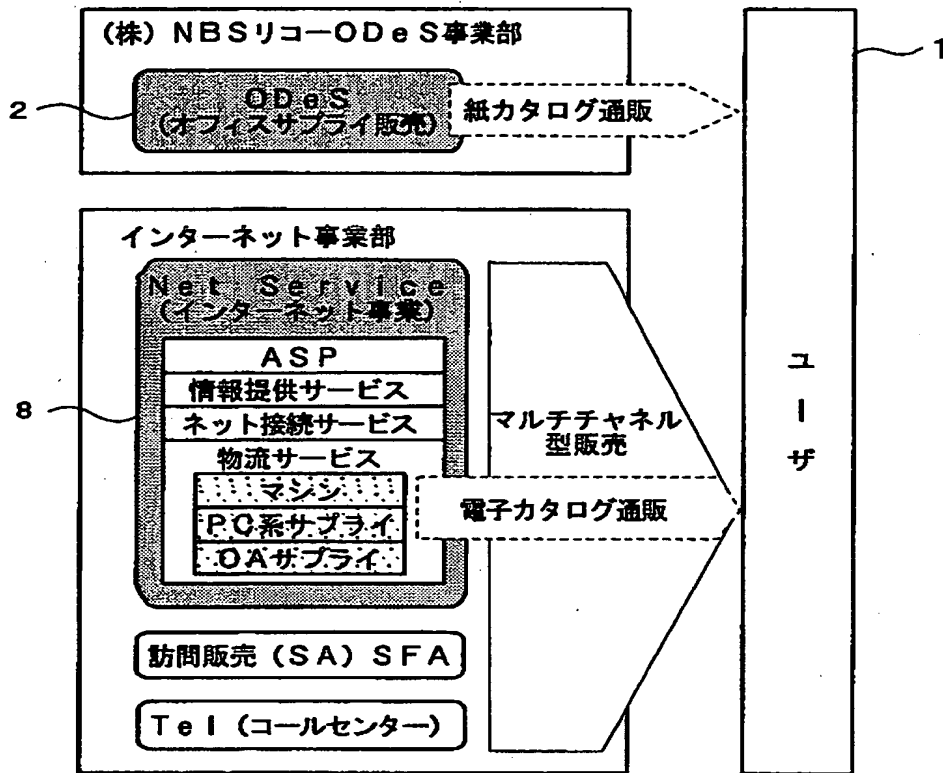 (株)NBSリコーODeS事業部
1
2
ODeS
(オフィスサプライ販売)
紙カタログ通販
インターネット事業部
Net Service
(インターネット事業)
ASP
情報提供サービス
8
ネット接続サービス
物流サービス
マシン
PC系サプライ
OAサプライ
マルチチャネル
型販売
電子カタログ通販
ユーザ
訪問販売(SA)SFA
Tel(コールセンター)